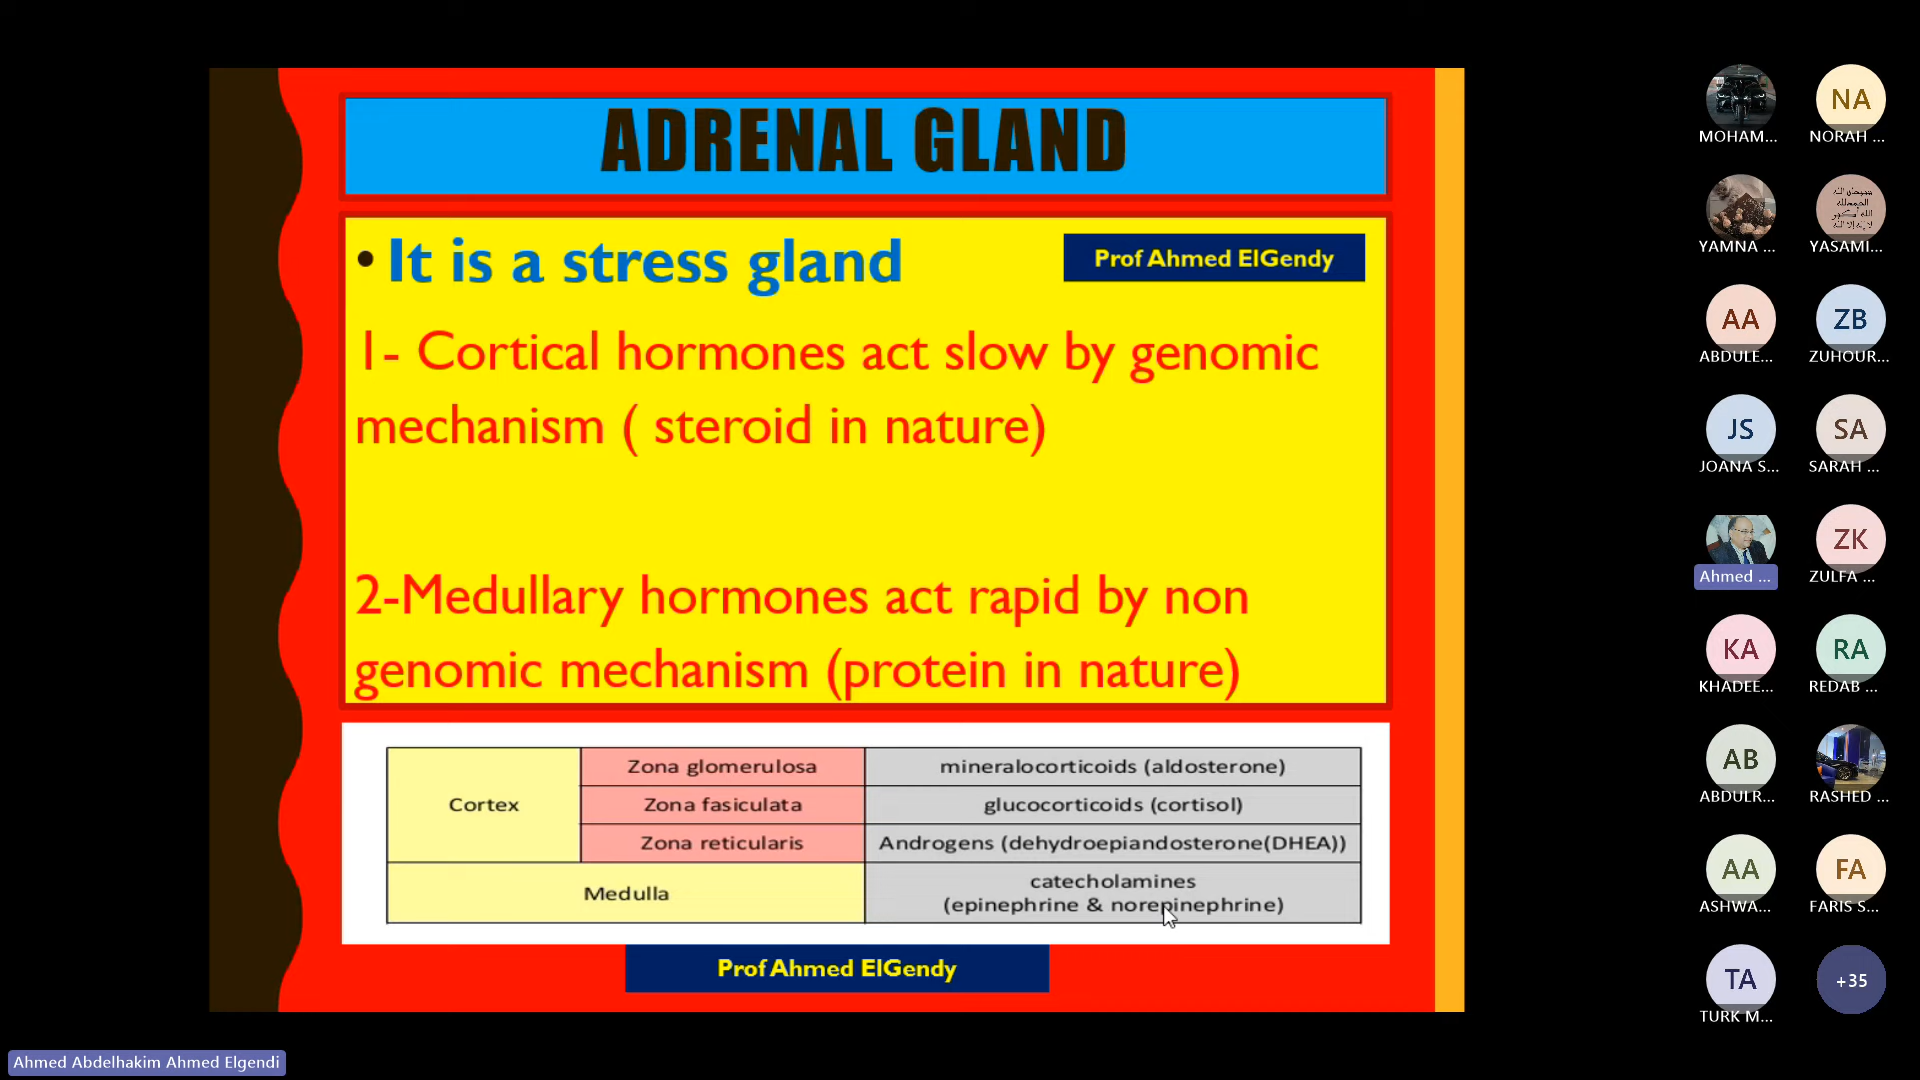 ADRENAL GLAND
• It is a stress gland
Prof Ahmed ElGendy
1- Cortical hormones act slow by genomic
mechanism ( steroid in nature)
2-Medullary hormones act rapid by non
genomic mechanism (protein in nature)
Cortex
Zona glomerulosa
mineralocorticoids (aldosterone)
Zona fasiculata
glucocorticoids (cortisol)
Zona reticularis
Androgens (dehydroepiandosterone(DHEA))
Medulla
catecholamines
(epinephrine & norepinephrine)
Prof Ahmed ElGendy
Ahmed Abdelhakim Ahmed Elgendi
MOHAM...
NA
NORAH ...
YAMNA ...
YASAMI...
AA
ABDULE...
ZB
ZUHOUR...
JS
JOANA S...
SA
SARAH ...
Ahmed ...
ZK
ZULFA ...
KA
KHADEE...
RA
REDAB ...
AB
ABDULR...
RASHED ...
AA
ASHWA...
FA
FARIS S...
TA
TURK M...
+35